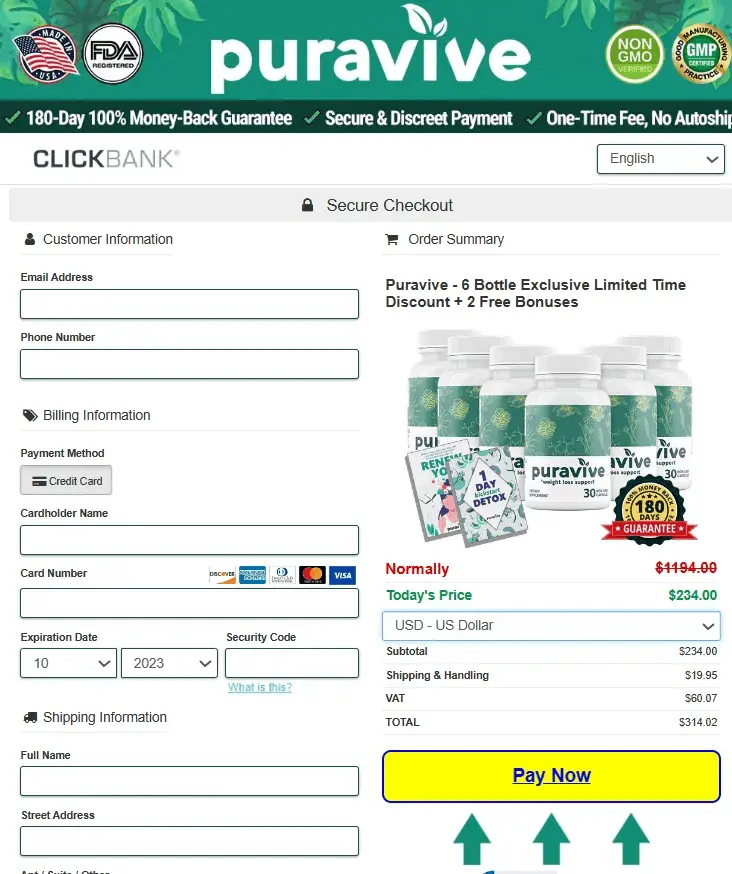 MADE IN
U.S.A.
FDA
REGISTERED
puravive
NON
GMO
VERIFIED
GOOD MANUFACTURING
GMP
CERTIFIED
PRACTICE
180-Day 100% Money-Back Guarantee
Secure & Discreet Payment
One-Time Fee, No Autoship
CLICKBANK
English
Secure Checkout
Customer Information
Email Address
Phone Number
Billing Information
Payment Method
Credit Card
Cardholder Name
Card Number
DISCOVER
VISA
Expiration Date
Security Code
10
2023
What is this?
Shipping Information
Full Name
Street Address
Apt / Suite / Other
Order Summary
Puravive - 6 Bottle Exclusive Limited Time
Discount + 2 Free Bonuses
puravive
weight loss support
30
1
DAY
kickstart
DETOX
puravive
100% MONEY BACK
180
DAYS
GUARANTEE
Normally
$1194.00
Today's Price
$234.00
USD - US Dollar
Subtotal
$234.00
Shipping & Handling
$19.95
VAT
$60.07
TOTAL
$314.02
Pay Now